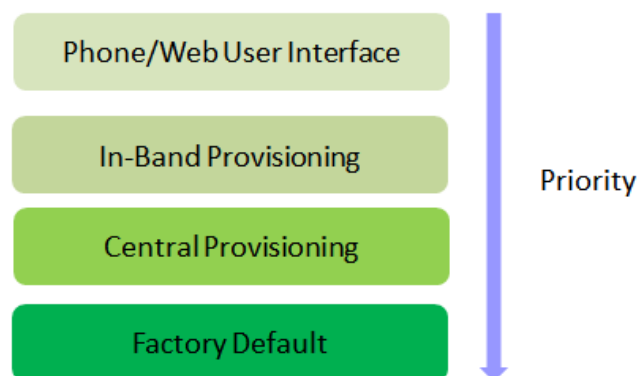 Phone/Web User Interface
In-Band Provisioning
Priority
Central Provisioning
Factory Default